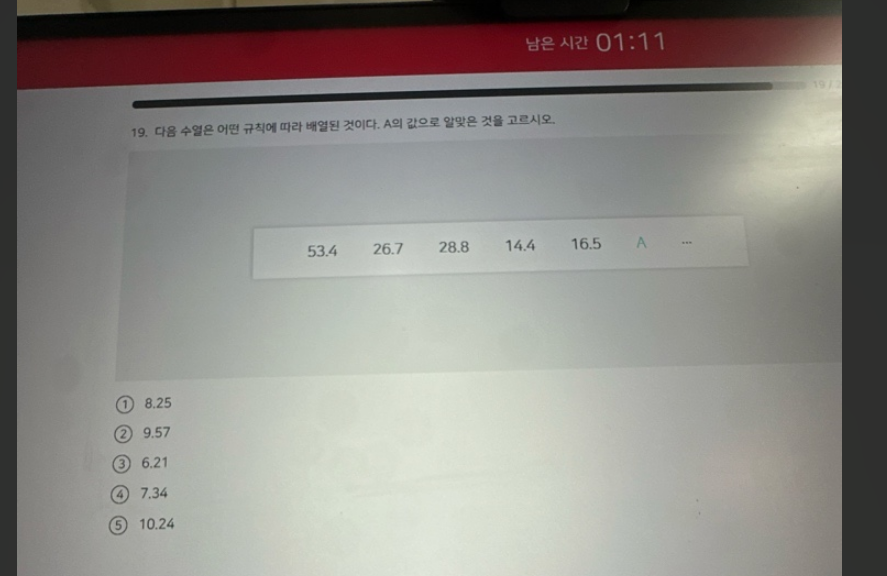 남은 시간 01:11
19. 다음 수열은 어떤 규칙에 따라 배열된 것이다. A의 값으로 알맞은 것을 고르시오.
53.4 26.7 28.8 14.4 16.5 A ...
① 8.25
② 9.57
③ 6.21
④ 7.34
⑤ 10.24